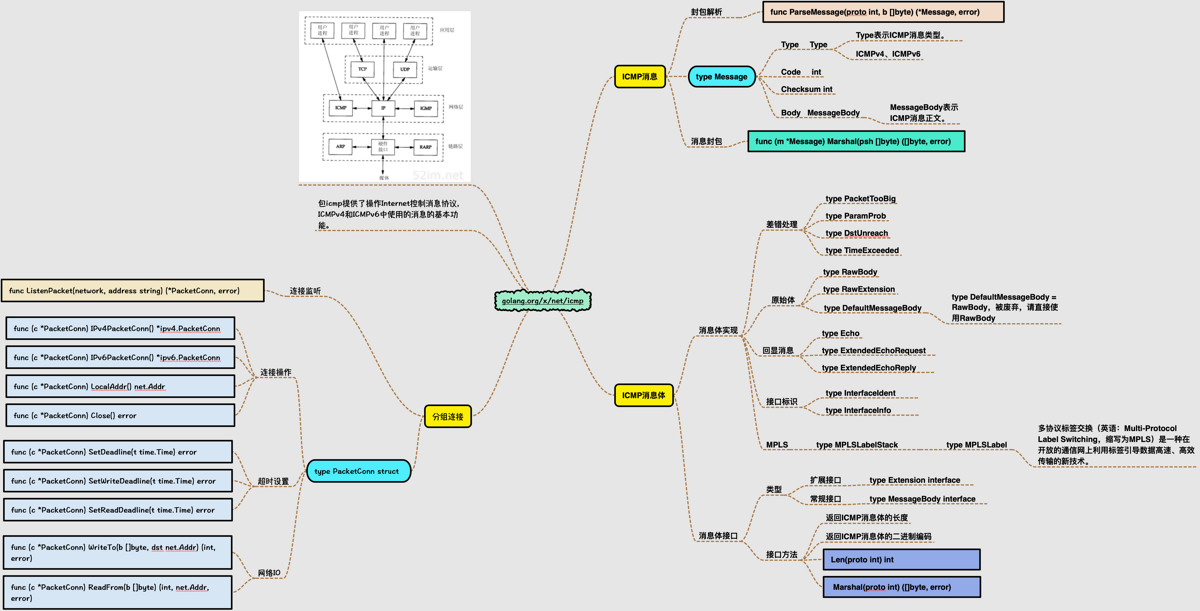 用户
进程
用户
进程
用户
进程
用户
进程
应用层
TCP
UDP
运输层
ICMP
IP
IGMP
网络层
ARP
硬件
接口
RARP
链路层
媒体
52im.net
包icmp提供了操作Internet控制消息协议,
ICMPv4和ICMPv6中使用的消息的基本功
能。
golang.org/x/net/icmp
ICMP消息
封包解析
func ParseMessage(proto int, b []byte) (*Message, error)
type Message
Type Type
Type表示ICMP消息类型。
ICMPv4、ICMPv6
Code int
Checksum int
Body MessageBody
MessageBody表示
ICMP消息正文。
消息封包
func (m *Message) Marshal(psh []byte) ([]byte, error)
ICMP消息体
消息体实现
差错处理
type PacketTooBig
type ParamProb
type DstUnreach
type TimeExceeded
原始体
type RawBody
type RawExtension
type DefaultMessageBody
type DefaultMessageBody =
RawBody，被废弃，请直接使
用RawBody
回显消息
type Echo
type ExtendedEchoRequest
type ExtendedEchoReply
接口标识
type InterfaceIdent
type InterfaceInfo
MPLS
type MPLSLabelStack
type MPLSLabel
多协议标签交换（英语：Multi-Protocol
Label Switching，缩写为MPLS）是一种在
开放的通信网上利用标签引导数据高速、高效
传输的新技术。
消息体接口
类型
扩展接口
type Extension interface
常规接口
type MessageBody interface
接口方法
返回ICMP消息体的长度
返回ICMP消息体的二进制编码
Len(proto int) int
Marshal(proto int) ([]byte, error)
分组连接
连接监听
func ListenPacket(network, address string) (*PacketConn, error)
type PacketConn struct
连接操作
func (c *PacketConn) IPv4PacketConn() *ipv4.PacketConn
func (c *PacketConn) IPv6PacketConn() *ipv6.PacketConn
func (c *PacketConn) LocalAddr() net.Addr
func (c *PacketConn) Close() error
超时设置
func (c *PacketConn) SetDeadline(t time.Time) error
func (c *PacketConn) SetWriteDeadline(t time.Time) error
func (c *PacketConn) SetReadDeadline(t time.Time) error
网络IO
func (c *PacketConn) WriteTo(b []byte, dst net.Addr) (int,
error)
func (c *PacketConn) ReadFrom(b []byte) (int, net.Addr,
error)